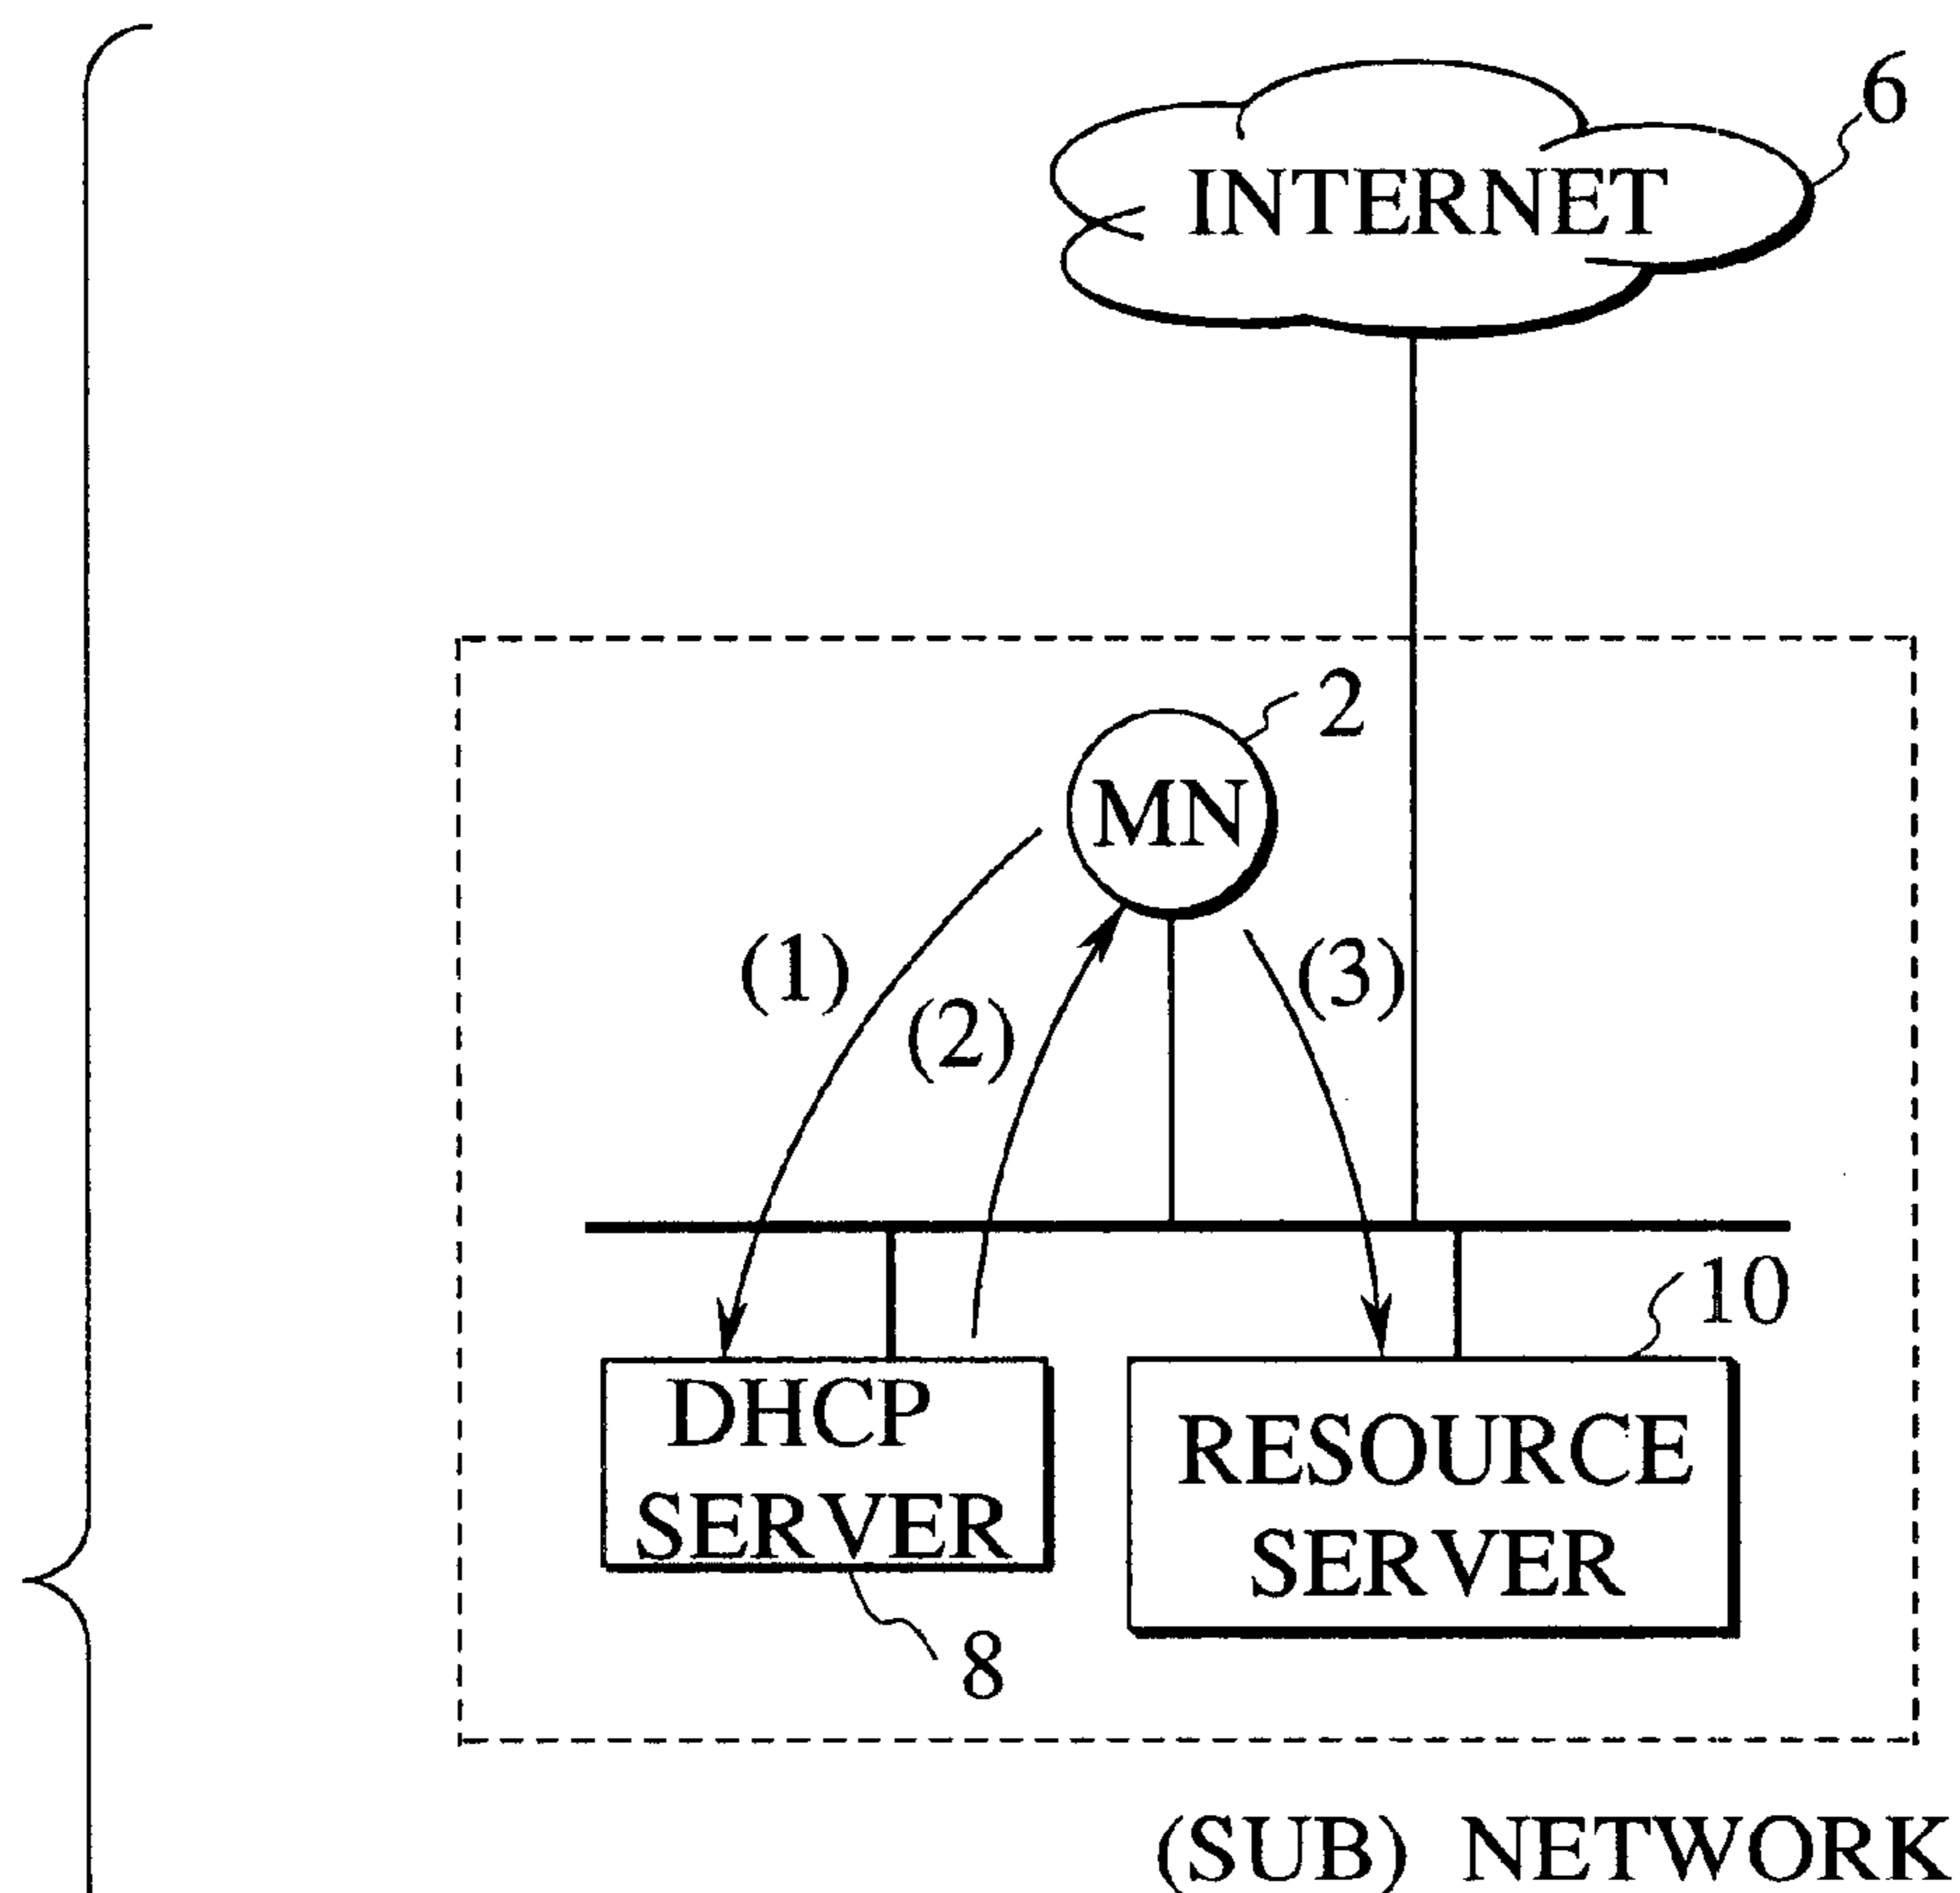 6
INTERNET
2
MN
(1)
(2)
(3)
10
DHCP
SERVER
RESOURCE
SERVER
8
(SUB) NETWORK